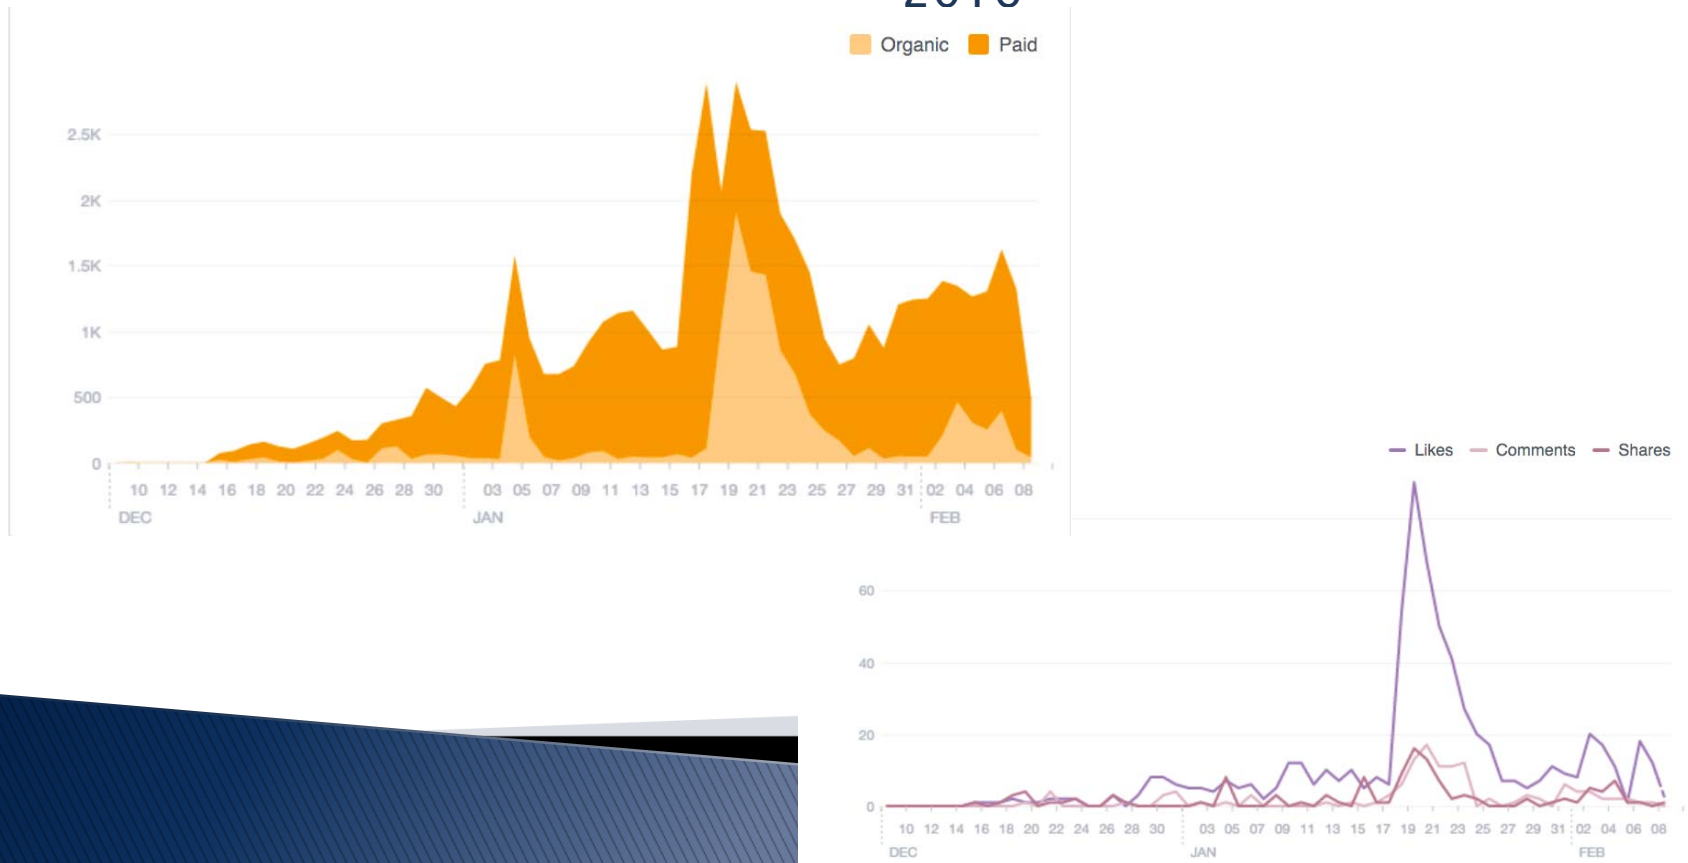 Organic Paid
2.5K
2K
1.5K
1K
500
0
10 12 14 16 18 20 22 24 26 28 30 03 05 07 09 11 13 15 17 19 21 23 25 27 29 31 02 04 06 08
DEC JAN FEB
Likes Comments Shares
60
40
20
0
10 12 14 16 18 20 22 24 26 28 30 03 05 07 09 11 13 15 17 19 21 23 25 27 29 31 02 04 06 08
DEC JAN FEB